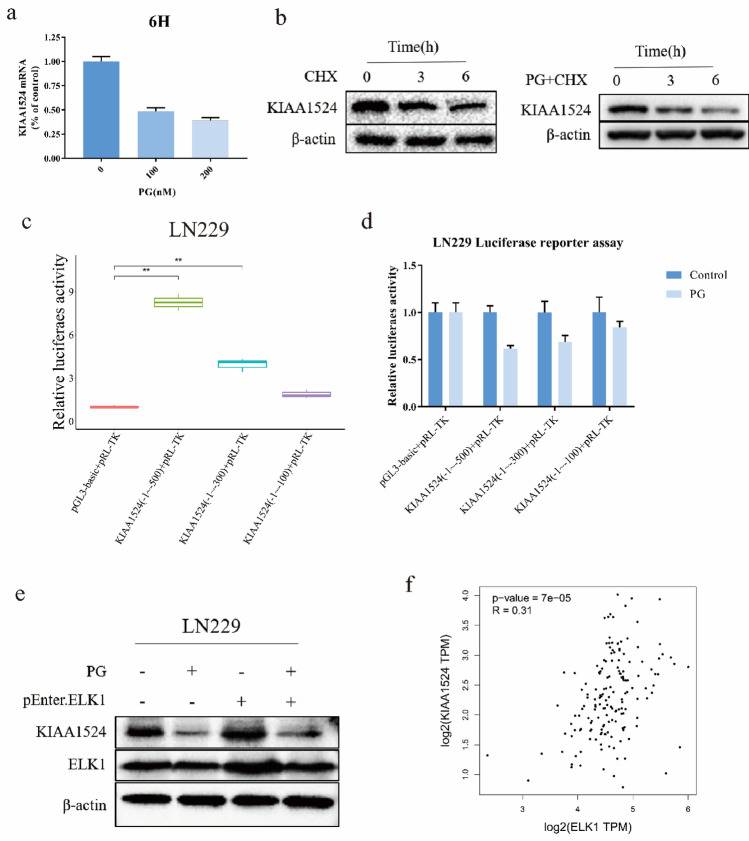 a
6H
KIAA1524 mRNA
(% of control)
1.25
1.00
0.75
0.50
0.25
0.00
0
100
200
PG(nM)
b
Time(h)
CHX 0 3 6
KIAA1524
β-actin
Time(h)
PG+CHX 0 3 6
KIAA1524
β-actin
c
LN229
Relative luciferaes activity
9
6
3
0
** 
**
pGL3-basic+pRL-TK
KIAA1524(-1~-500)+pRL-TK
KIAA1524(-1~-300)+pRL-TK
KIAA1524(-1~-100)+pRL-TK
d
LN229 Luciferase reporter assay
Relative luciferaes activity
1.5
1.0
0.5
0.0
Control
PG
pGL3-basic+pRL-TK
KIAA1524(-1~-500)+pRL-TK
KIAA1524(-1~-300)+pRL-TK
KIAA1524(-1~-100)+pRL-TK
e
LN229
PG - + - +
pEnter.ELK1 - - + +
KIAA1524
ELK1
β-actin
f
p-value = 7e-05
R = 0.31
log2(KIAA1524 TPM)
4.0
3.5
3.0
2.5
2.0
1.5
1.0
3 4 5 6
log2(ELK1 TPM)